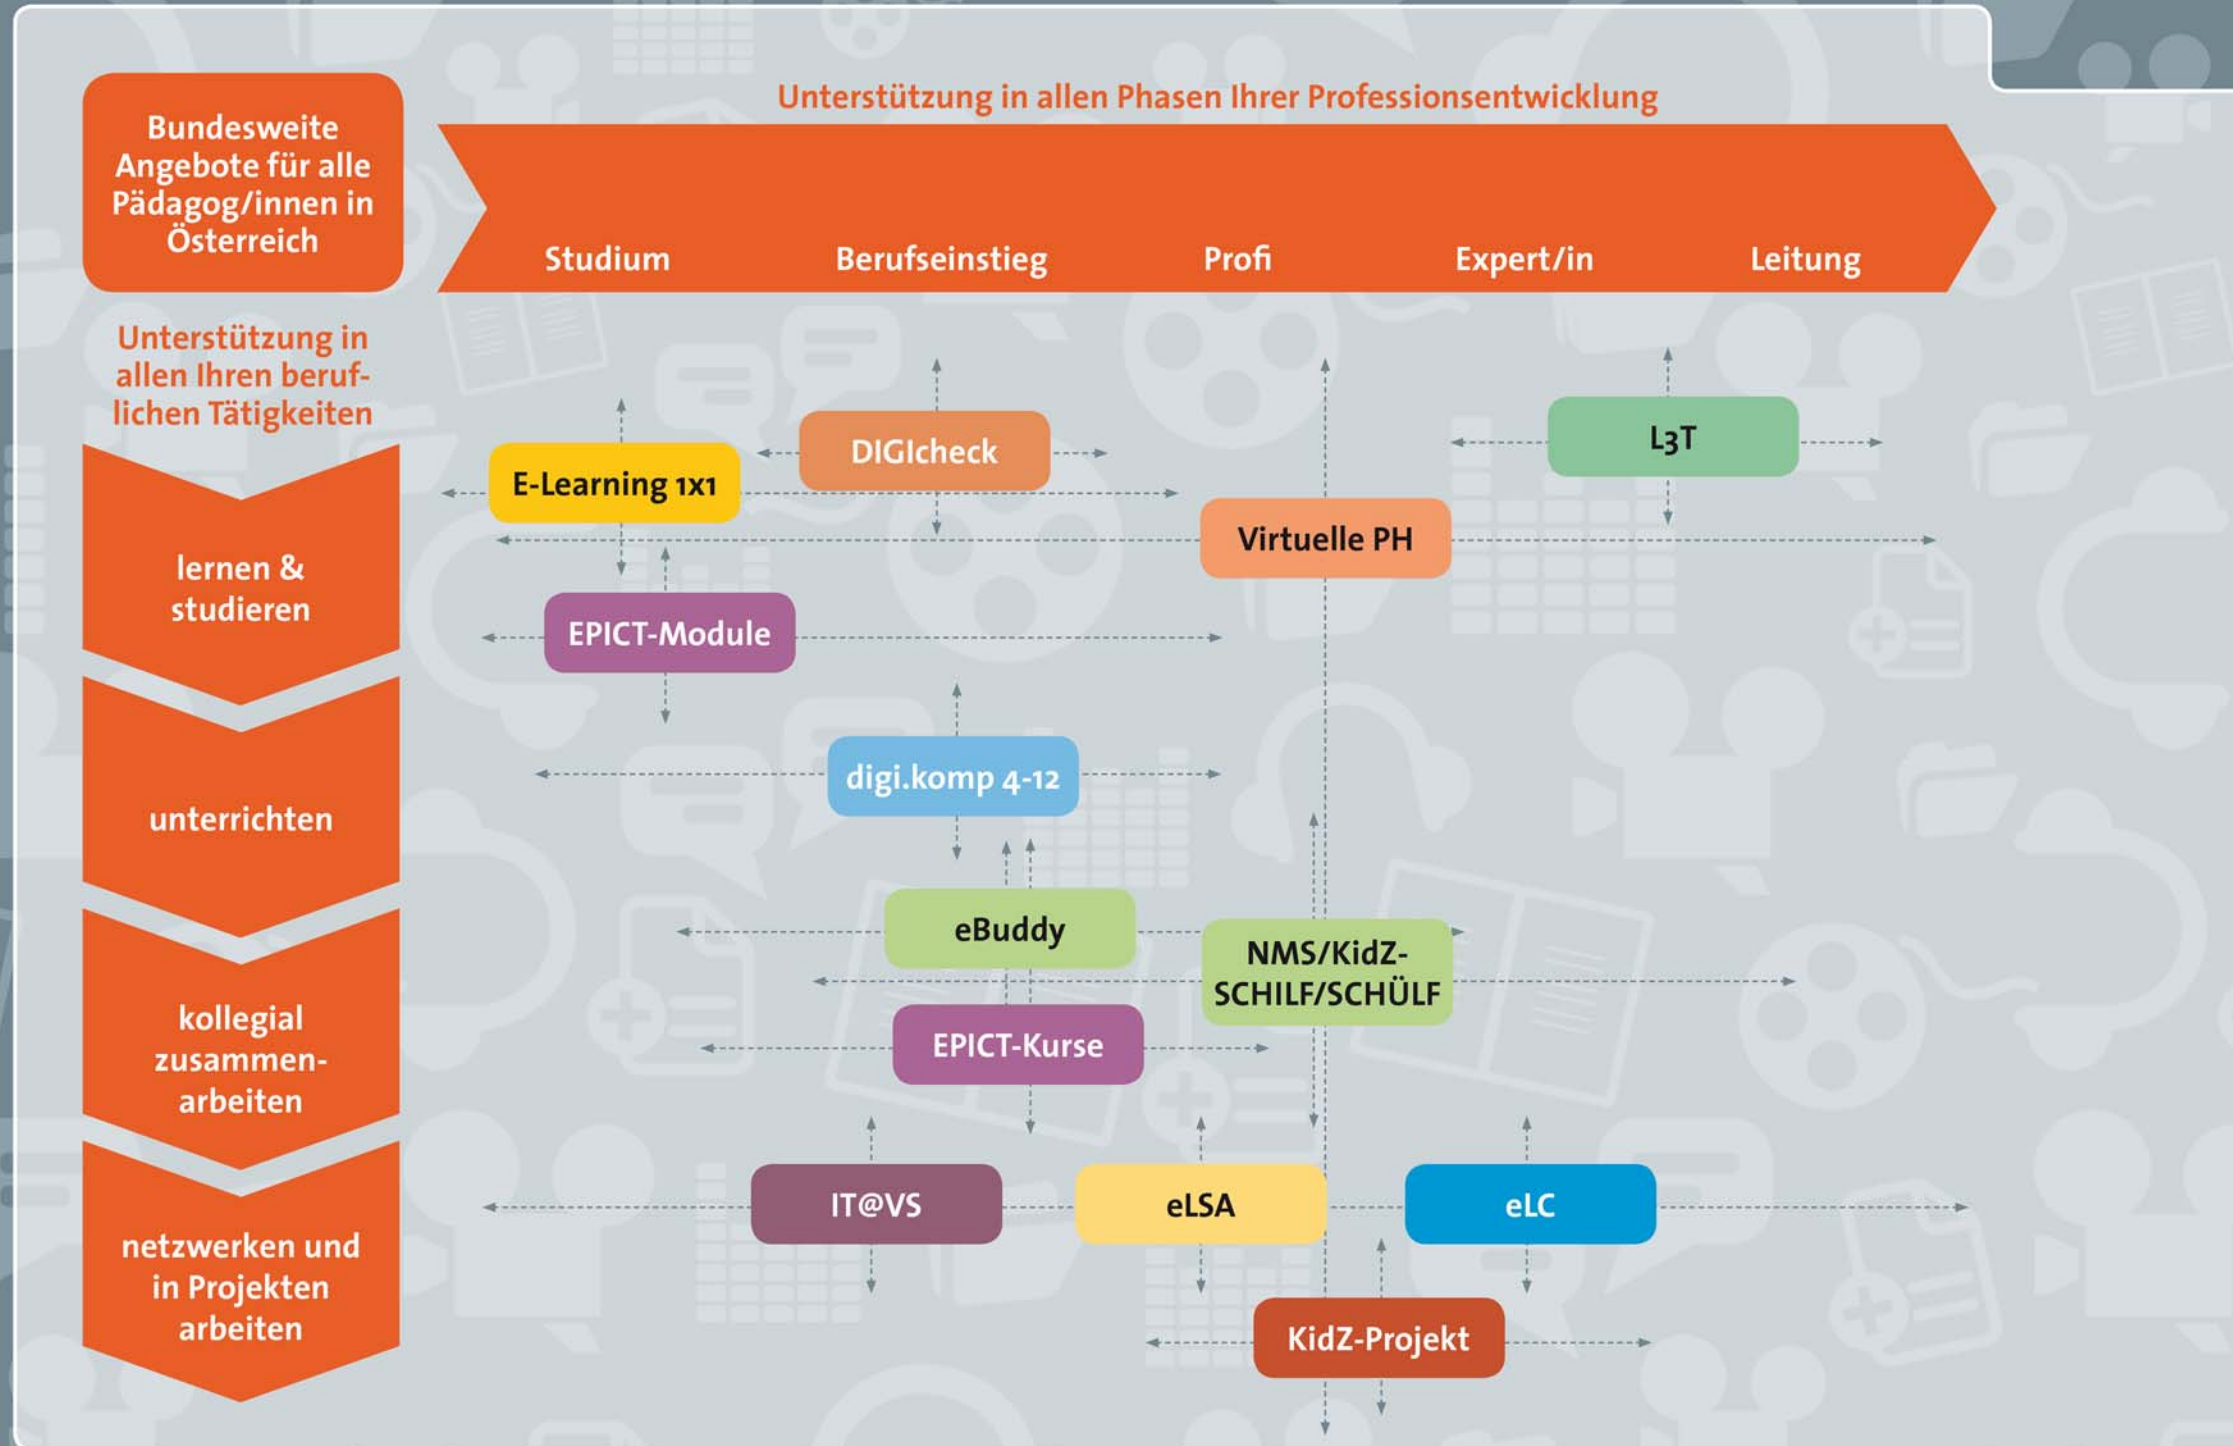 Bundesweite
Angebote für alle
Pädagog/innen in
Österreich
Unterstützung in allen Phasen Ihrer Professionsentwicklung
Studium
Berufseinstieg
Profi
Expert/in
Leitung
Unterstützung in
allen Ihren beruf-
lichen Tätigkeiten
lernen &
studieren
unterrichten
kollegial
zusammen-
arbeiten
netzwerken und
in Projekten
arbeiten
E-Learning 1x1
DIGIcheck
L3T
Virtuelle PH
EPICT-Module
digi.komp 4-12
eBuddy
NMS/KidZ-
SCHILF/SCHÜLF
EPICT-Kurse
IT@VS
eLSA
eLC
KidZ-Projekt